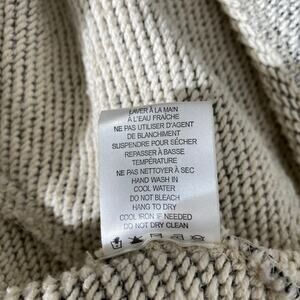 LAVER À LA MAIN
À L'EAU FRAÎCHE
NE PAS UTILISER D'AGENT
DE BLANCHIMENT
SUSPENDRE POUR SÉCHER
REPASSER À BASSE
TEMPÉRATURE
NE PAS NETTOYER À SEC
HAND WASH IN
COOL WATER
DO NOT BLEACH
HANG TO DRY
COOL IRON IF NEEDED
DO NOT DRY CLEAN